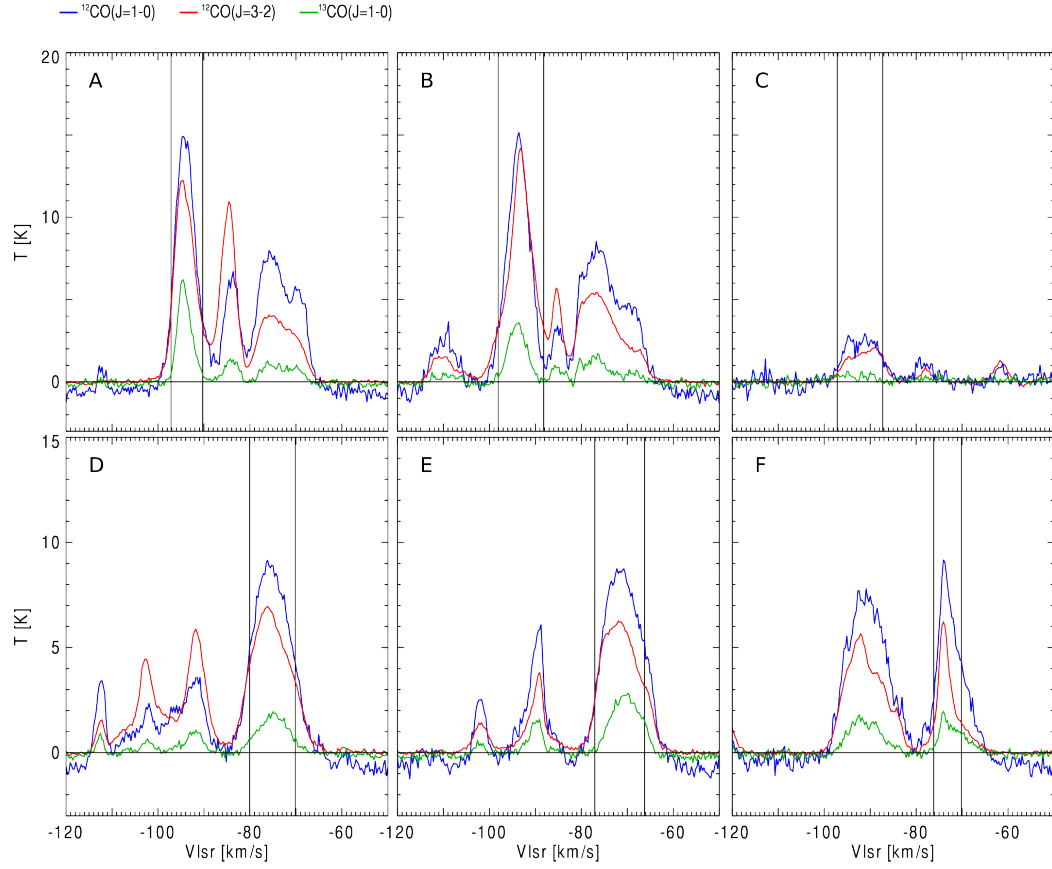 ¹²CO(J=1-0) ¹²CO(J=3-2) ¹³CO(J=1-0)
A B C
20
10
0
T [K]
D E F
15
10
5
0
T [K]
-120 -100 -80 -60 -120 -100 -80 -60 -120 -100 -80 -60
Vlsr [km/s] Vlsr [km/s] Vlsr [km/s]